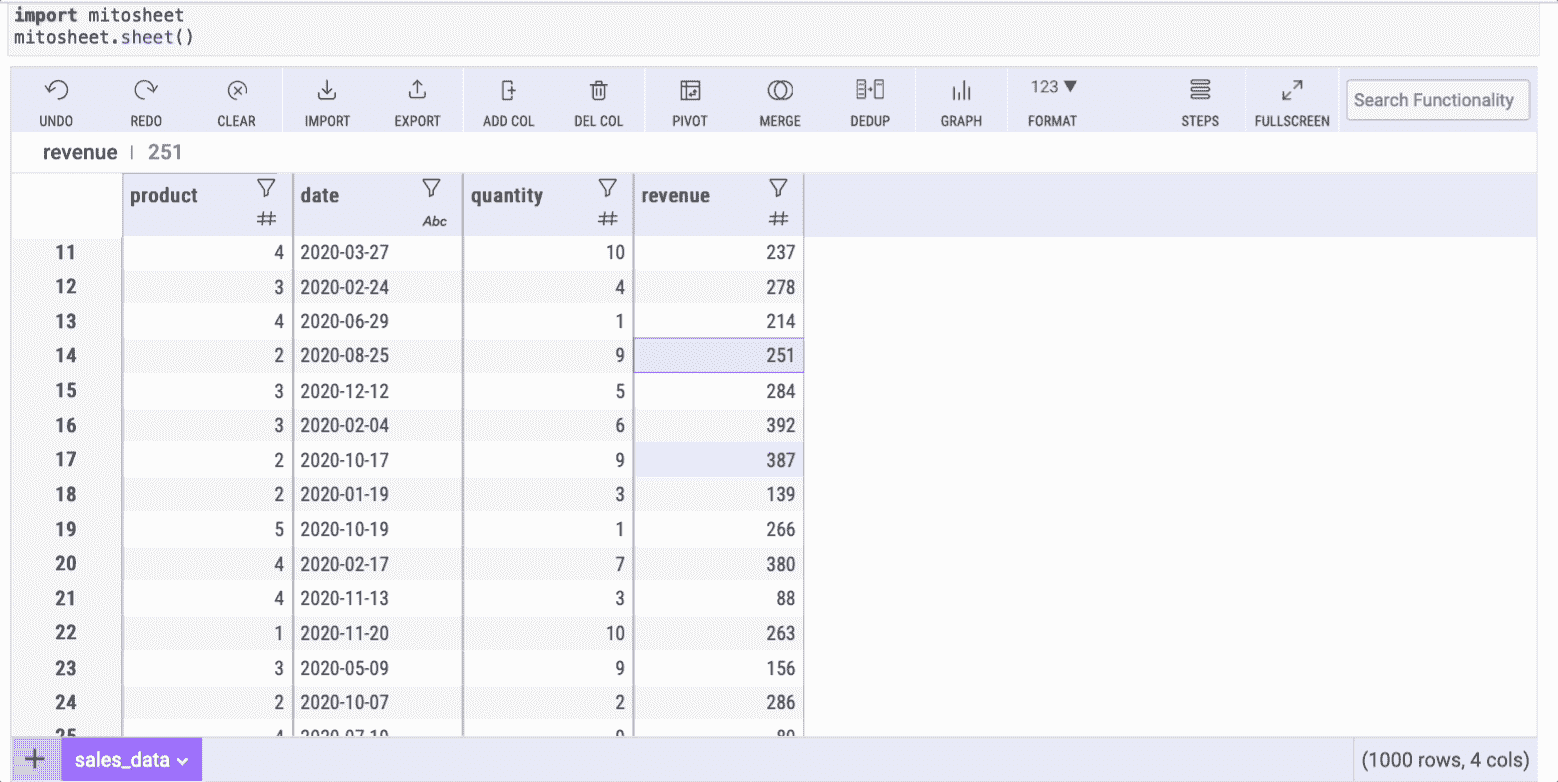 import mitosheet
mitosheet.sheet()
UNDO REDO CLEAR IMPORT EXPORT ADD COL DEL COL PIVOT MERGE DEDUP GRAPH 123 ▼ FORMAT STEPS FULLSCREEN Search Functionality
revenue | 251
product date quantity revenue
# Abc # #
11 4 2020-03-27 10 237
12 3 2020-02-24 4 278
13 4 2020-06-29 1 214
14 2 2020-08-25 9 251
15 3 2020-12-12 5 284
16 3 2020-02-04 6 392
17 2 2020-10-17 9 387
18 2 2020-01-19 3 139
19 5 2020-10-19 1 266
20 4 2020-02-17 7 380
21 4 2020-11-13 3 88
22 1 2020-11-20 10 263
23 3 2020-05-09 9 156
24 2 2020-10-07 2 286
25
+ sales_data (1000 rows, 4 cols)